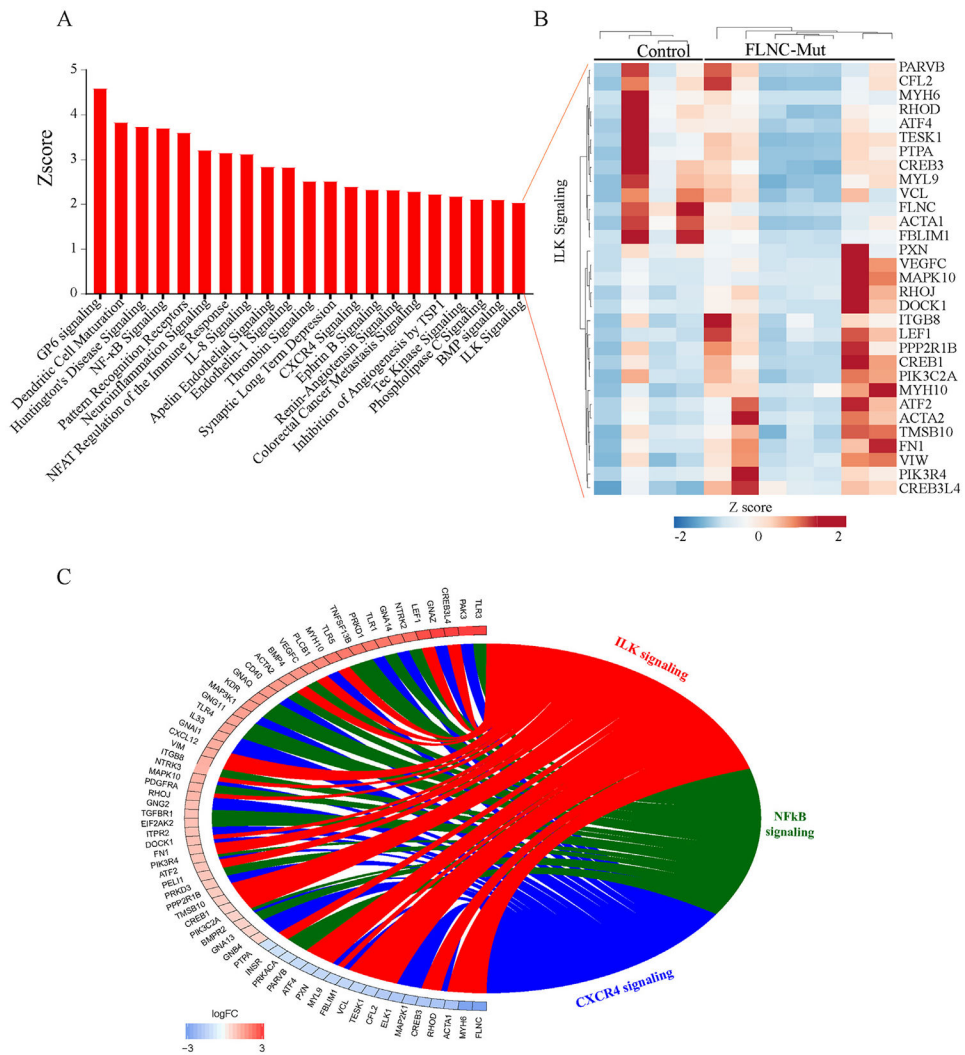 A
Zscore
5
4
3
2
1
0
GP6 signaling
Dendritic Cell Maturation
Huntington's Disease Signaling
NF-κB Signaling
Pattern Recognition Receptors
Neuroinflammation Signaling
NFAT Regulation of the Immune Response
IL-8 Signaling
Apelin Endothelial Signaling
Endothelin-1 Signaling
Thrombin Signaling
Synaptic Long Term Depression
CXCR4 Signaling
Ephrin B Signaling
Renin-Angiotensin Signaling
Colorectal Cancer Metastasis Signaling
Inhibition of Angiogenesis by TSP1
Tec Kinase Signaling
Phospholipase C Signaling
BMP signaling
ILK Signaling
B
Control
FLNC-Mut
ILK Signaling
PARVB
CFL2
MYH6
RHOD
ATF4
TESK1
PTPA
CREB3
MYL9
VCL
FLNC
ACTA1
FBLIM1
PXN
VEGFC
MAPK10
RHOJ
DOCK1
ITGB8
LEF1
PPP2R1B
CREB1
PIK3C2A
MYH10
ATF2
ACTA2
TMSB10
FN1
VIW
PIK3R4
CREB3L4
Z score
-2 0 2
C
TLR3
PAK3
CREB3L4
GNAZ
LEF1
NTRK2
GNA14
TLR1
PRKD1
TNFSF13B
TLR5
MYH10
PLCB1
VEGFC
BMP4
ACTA2
CD40
GNAQ
KDR
MAP3K1
GNG11
TLR4
IL33
GNAI1
CXCL12
VIM
ITGB8
NTRK3
MAPK10
PDGFRA
RHOJ
GNG2
TGFBR1
EIF2AK2
ITPR2
DOCK1
FN1
PIK3R4
ATF2
PELI1
PRKD3
PPP2R1B
TMSB10
CREB1
PIK3C2A
BMPR2
GNA13
GNB4
PTPA
INSR
PRKACA
PARVB
ATF4
PXN
MYL9
FBLIM1
VCL
TESK1
CFL2
ELK1
MAP2K1
CREB3
RHOD
ACTA1
MYH6
FLNC
ILK signaling
NFkB
signaling
CXCR4 signaling
logFC
−3 3